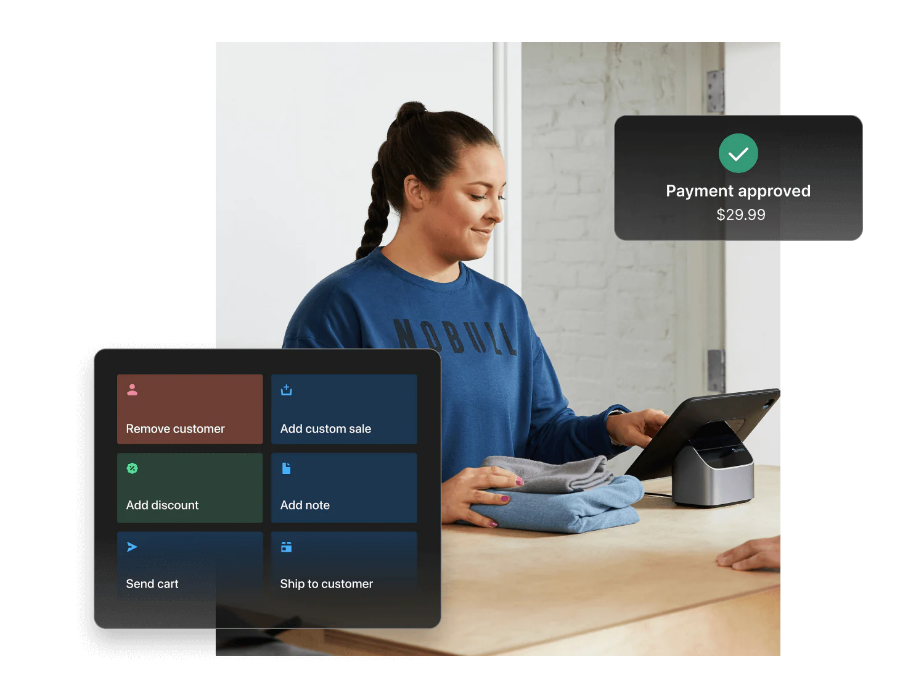 Payment approved
$29.99
NOBULL
Remove customer
Add custom sale
Add discount
Add note
Send cart
Ship to customer